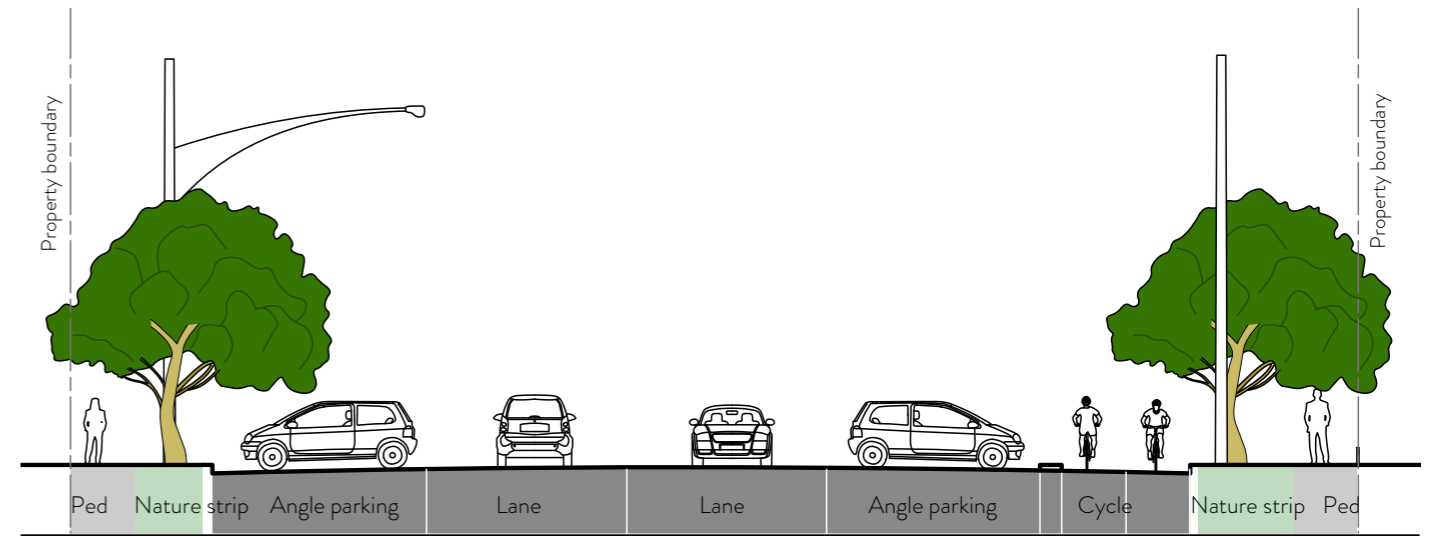 Property boundary
Property boundary
Ped
Nature strip
Angle parking
Lane
Lane
Angle parking
Cycle
Nature strip
Ped